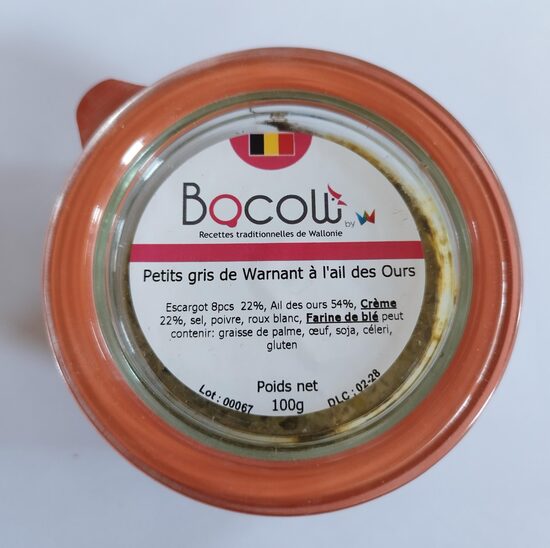 Bocow
by W
Recettes traditionnelles de Wallonie
Petits gris de Warnant à l'ail des Ours
Escargot 8pcs 22%, Ail des ours 54%, Crème
22%, sel, poivre, roux blanc, Farine de blé peut
contenir: graisse de palme, œuf, soja, céleri,
gluten
Poids net
100g
Lot : 00067
DLC : 02-28